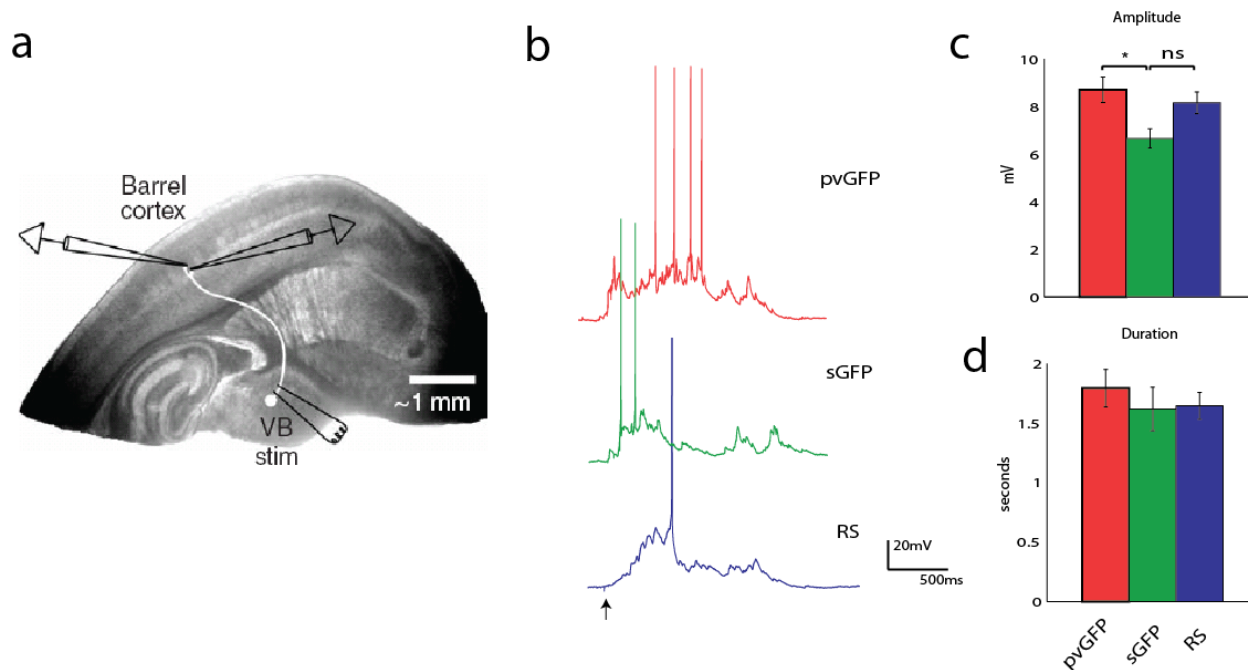 a
Barrel
cortex
VB
stim
~1 mm
b
pvGFP
sGFP
RS
20mV
500ms
c
Amplitude
* ns
10
8
6
4
2
0
mV
d
Duration
2
1.5
1
0.5
0
seconds
pvGFP
sGFP
RS